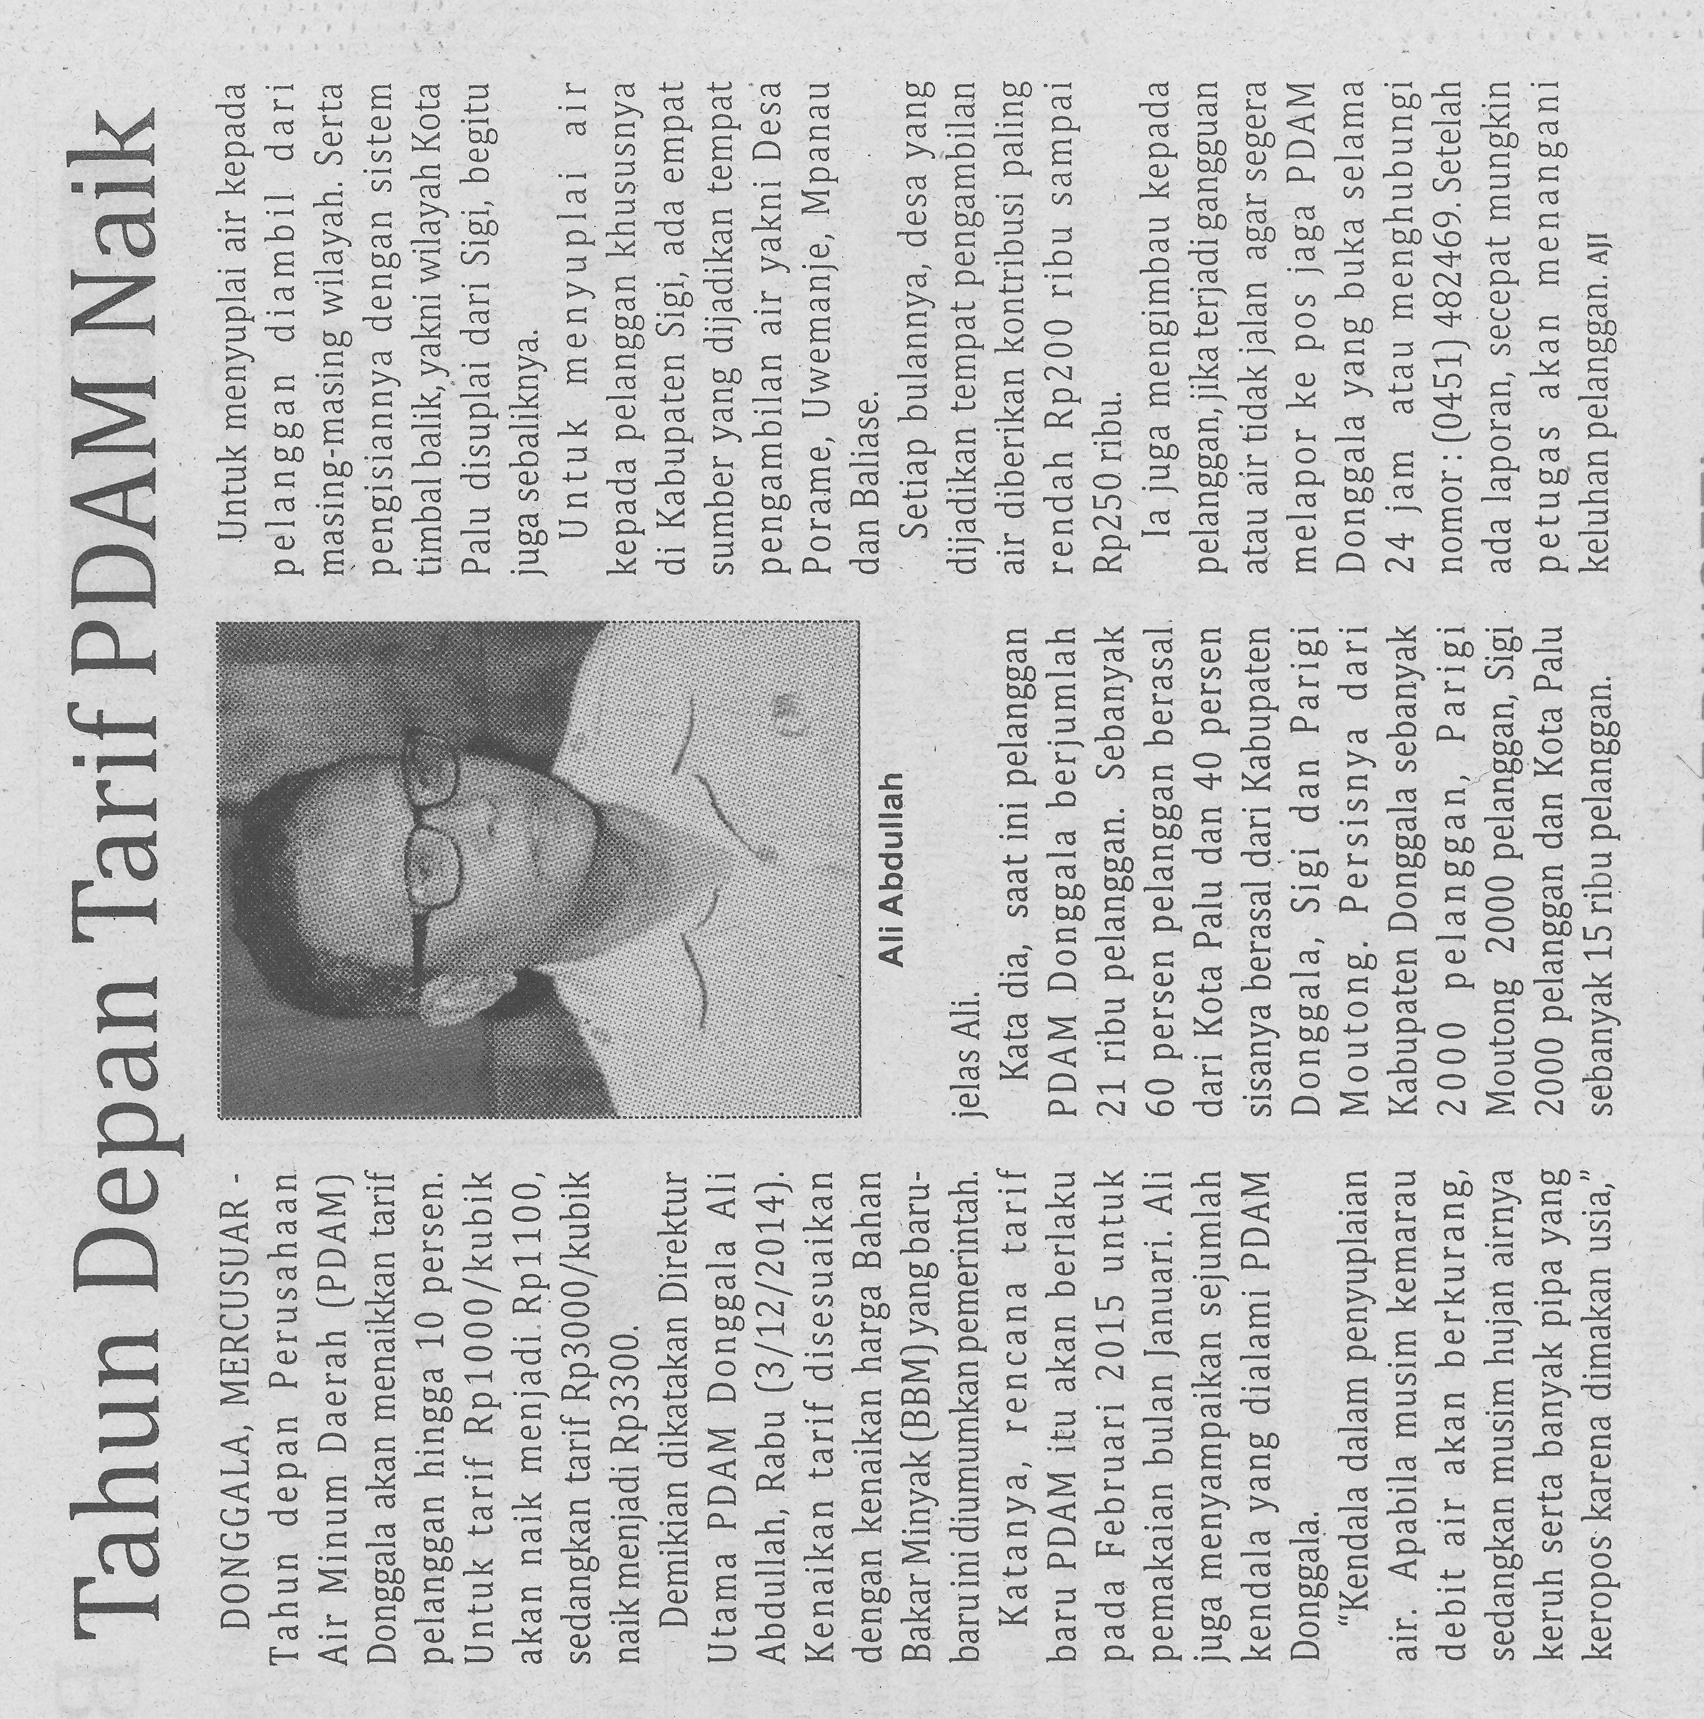 Tahun Depan Tarif PDAM Naik
DONGGALA, MERCUSUAR -
Tahun depan Perusahaan
Air Minum Daerah (PDAM)
Donggala akan menaikkan tarif
pelanggan hingga 10 persen.
Untuk tarif Rp1000/kubik
akan naik menjadi Rp1100,
sedangkan tarif Rp3000/kubik
naik menjadi Rp3300.
Demikian dikatakan Direktur
Utama PDAM Donggala Ali
Abdullah, Rabu (3/12/2014).
Kenaikan tarif disesuaikan
dengan kenaikan harga Bahan
Bakar Minyak (BBM) yang baru-
baru ini diumumkan pemerintah.
Katanya, rencana tarif
baru PDAM itu akan berlaku
pada Februari 2015 untuk
pemakaian bulan Januari. Ali
juga menyampaikan sejumlah
kendala yang dialami PDAM
Donggala.
“Kendala dalam penyuplaian
air. Apabila musim kemarau
debit air akan berkurang,
sedangkan musim hujan airnya
keruh serta banyak pipa yang
keropos karena dimakan usia,”
Ali Abdullah
jelas Ali.
Kata dia, saat ini pelanggan
PDAM Donggala berjumlah
21 ribu pelanggan. Sebanyak
60 persen pelanggan berasal
dari Kota Palu dan 40 persen
sisanya berasal dari Kabupaten
Donggala, Sigi dan Parigi
Moutong. Persisnya dari
Kabupaten Donggala sebanyak
2000 pelanggan, Parigi
Moutong 2000 pelanggan, Sigi
2000 pelanggan dan Kota Palu
sebanyak 15 ribu pelanggan.
Untuk menyuplai air kepada
pelanggan diambil dari
masing-masing wilayah. Serta
pengisiannya dengan sistem
timbal balik, yakni wilayah Kota
Palu disuplai dari Sigi, begitu
juga sebaliknya.
Untuk menyuplai air
kepada pelanggan khususnya
di Kabupaten Sigi, ada empat
sumber yang dijadikan tempat
pengambilan air yakni Desa
Porame, Uwemanje, Mpanau
dan Baliase.
Setiap bulannya, desa yang
dijadikan tempat pengambilan
air diberikan kontribusi paling
rendah Rp200 ribu sampai
Rp250 ribu.
Ia juga mengimbau kepada
pelanggan, jika terjadi gangguan
atau air tidak jalan agar segera
melapor ke pos jaga PDAM
Donggala yang buka selama
24 jam atau menghubungi
nomor : (0451) 482469. Setelah
ada laporan, secepat mungkin
petugas akan menangani
keluhan pelanggan. AJI